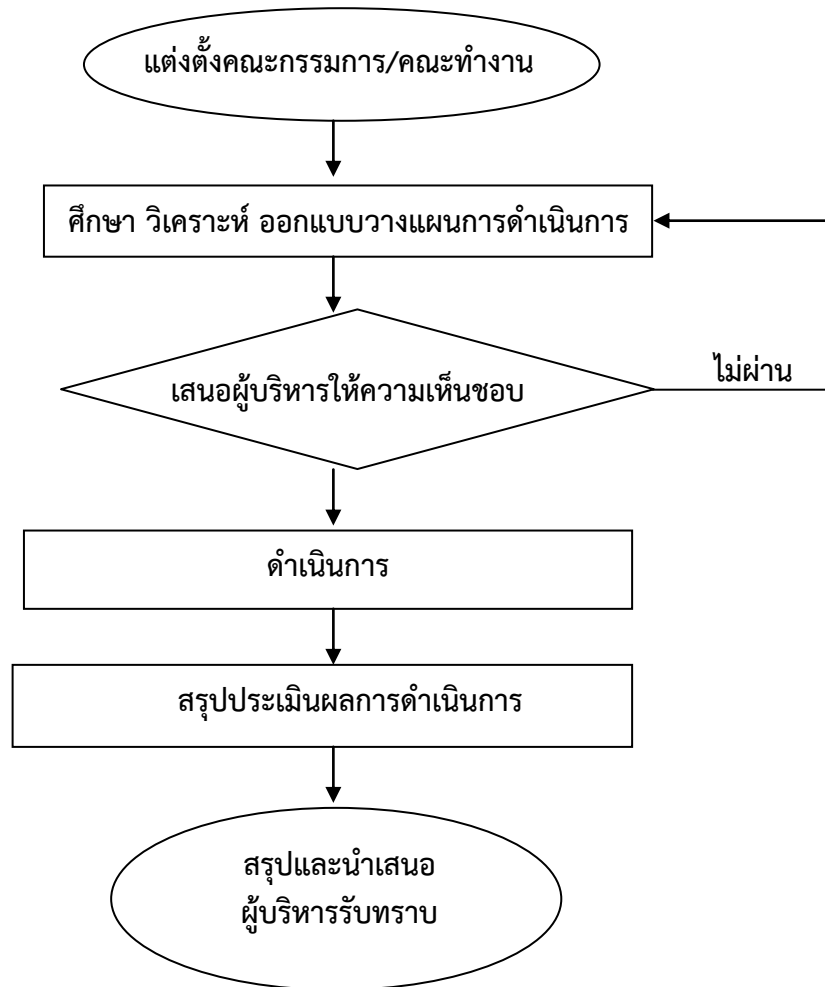 แต่งตั้งคณะกรรมการ/คณะทำงาน
ศึกษา วิเคราะห์ ออกแบบวางแผนการดำเนินการ
เสนอผู้บริหารให้ความเห็นชอบ
ไม่ผ่าน
ดำเนินการ
สรุปประเมินผลการดำเนินการ
สรุปและนำเสนอ
ผู้บริหารรับทราบ